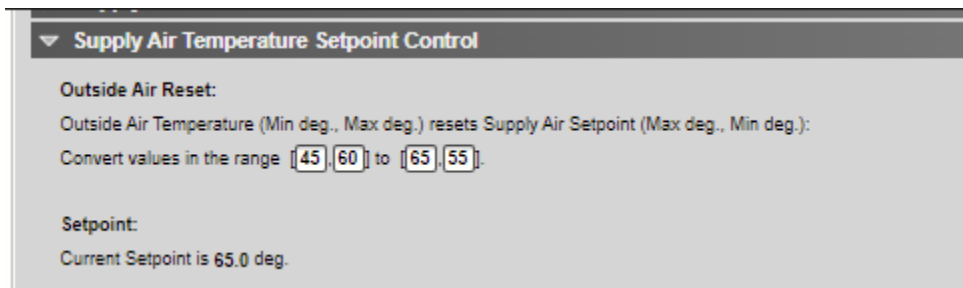 Supply Air Temperature Setpoint Control
Outside Air Reset:
Outside Air Temperature (Min deg., Max deg.) resets Supply Air Setpoint (Max deg., Min deg.):
Convert values in the range [45,60] to [65,55].
Setpoint:
Current Setpoint is 65.0 deg.